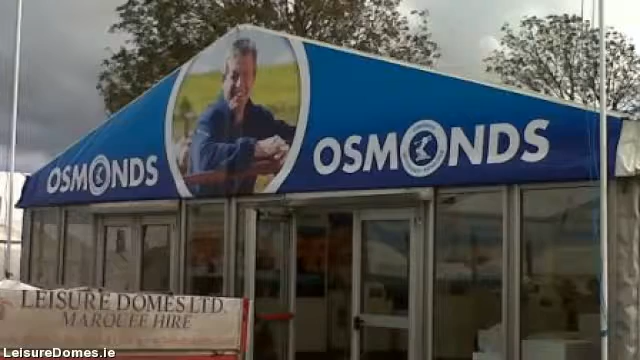 OSMONDS
OSMONDS
LEISURE DOMES LTD.
MARQUEE HIRE
LeisureDomes.ie